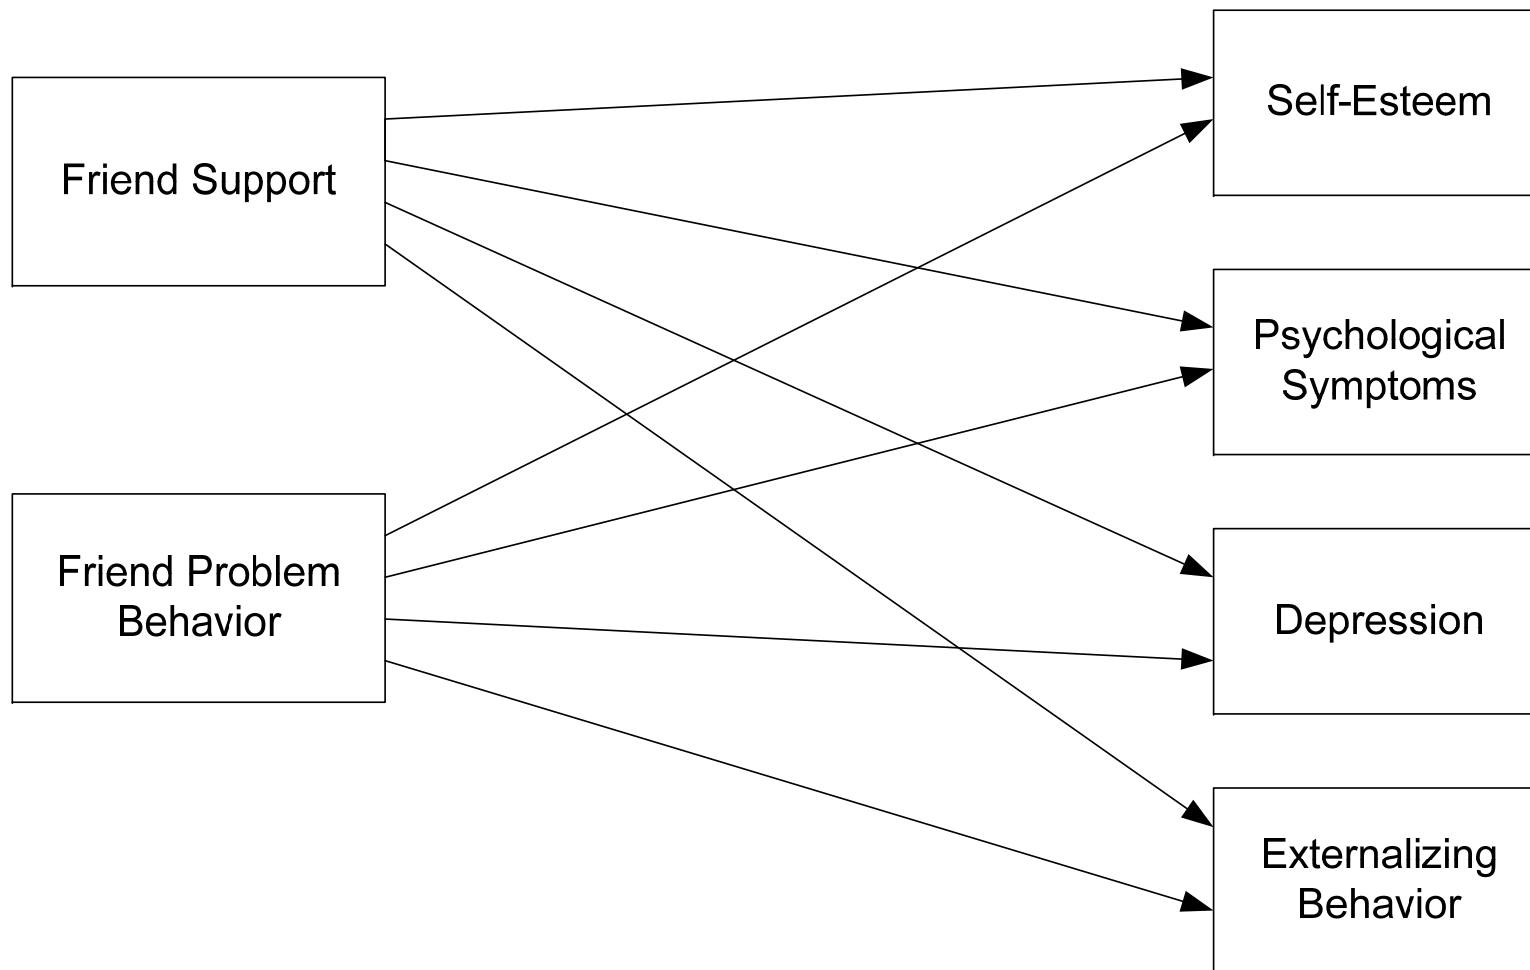 Friend Support
Friend Problem
Behavior
Self-Esteem
Psychological
Symptoms
Depression
Externalizing
Behavior